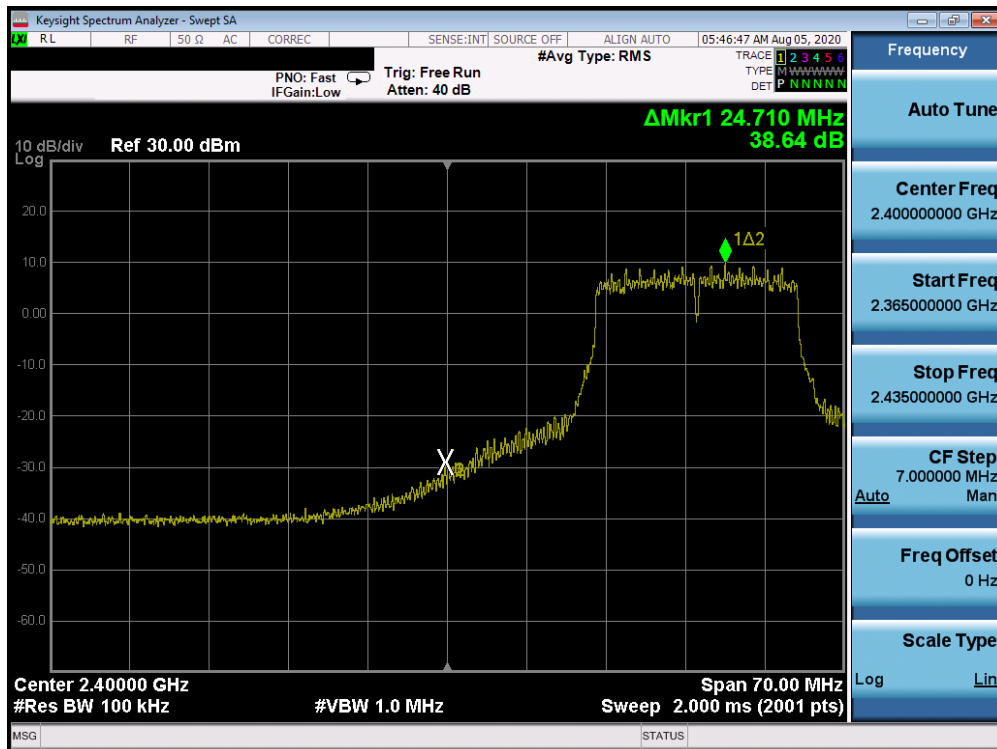 Keysight Spectrum Analyzer - Swept SA
LXI RL RF 50 Ω AC CORREC SENSE:INT SOURCE OFF ALIGN AUTO 05:46:47 AM Aug 05, 2020
PNO: Fast
IFGain:Low
Trig: Free Run
Atten: 40 dB
#Avg Type: RMS
TRACE 1 2 3 4 5 6
TYPE M WWWWW
DET P N N N N N
ΔMkr1 24.710 MHz
38.64 dB
10 dB/div
Log
Ref 30.00 dBm
20.0
10.0
0.00
-10.0
-20.0
-30.0
-40.0
-50.0
-60.0
1Δ2
X
Center 2.40000 GHz
Span 70.00 MHz
#Res BW 100 kHz
#VBW 1.0 MHz
Sweep 2.000 ms (2001 pts)
MSG
STATUS
Frequency
Auto Tune
Center Freq
2.400000000 GHz
Start Freq
2.365000000 GHz
Stop Freq
2.435000000 GHz
CF Step
7.000000 MHz
Auto Man
Freq Offset
0 Hz
Scale Type
Log Lin